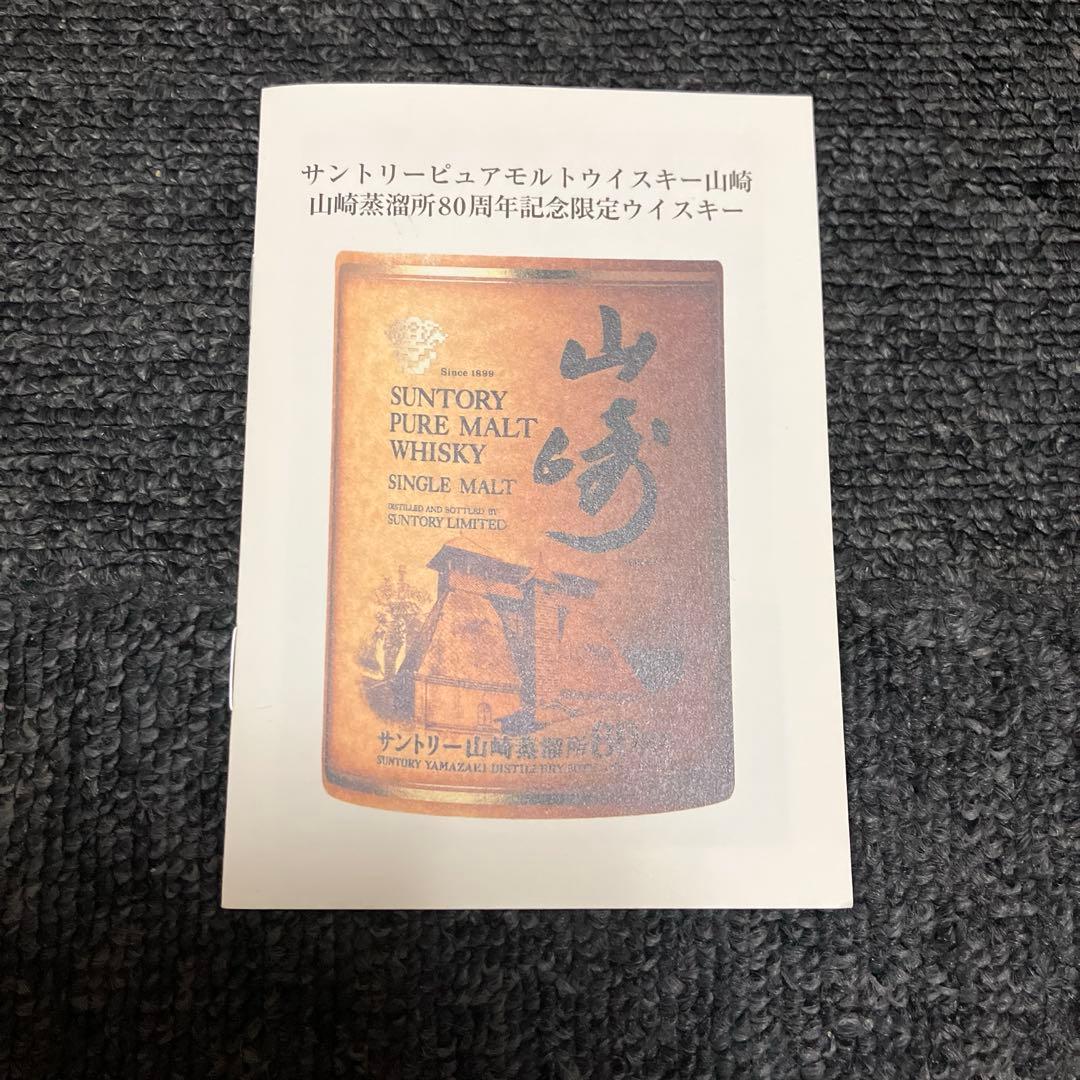 サントリーピュアモルトウイスキー山崎
山崎蒸溜所80周年記念限定ウイスキー
Since 1899
SUNTORY
PURE MALT
WHISKY
SINGLE MALT
DISTILLED AND BOTTLED BY
SUNTORY LIMITED
山崎
サントリー山崎蒸溜所
SUNTORY YAMAZAKI DISTILLERY